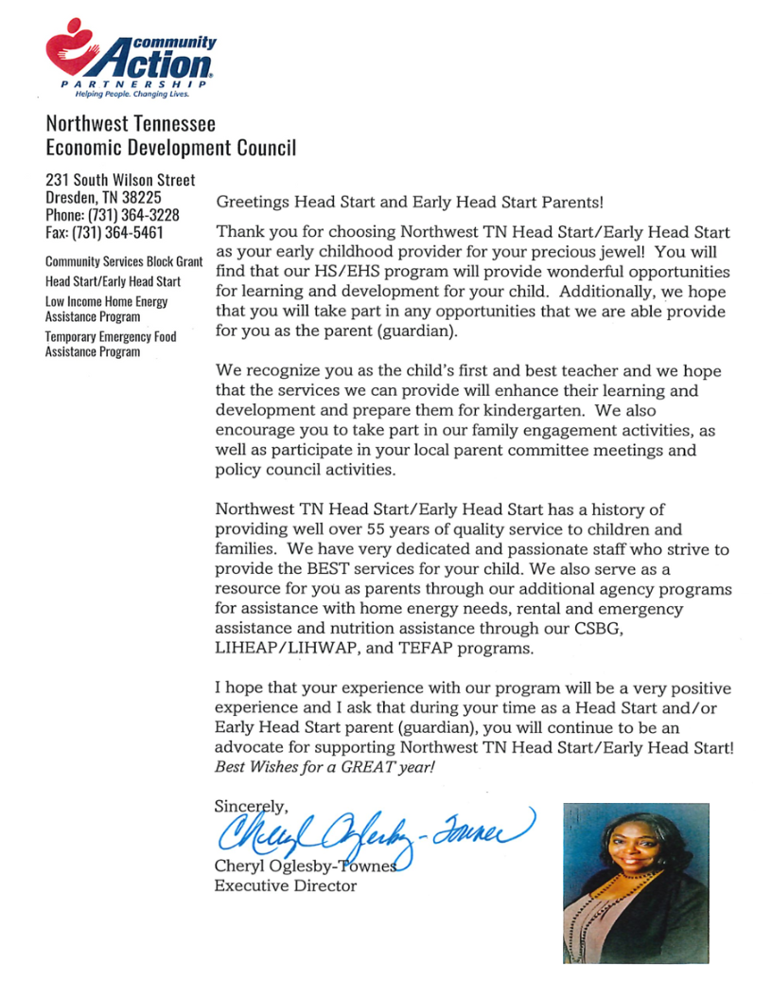 community
Action®
PARTNERSHIP
Helping People. Changing Lives.
Northwest Tennessee
Economic Development Council
231 South Wilson Street
Dresden, TN 38225
Phone: (731) 364-3228
Fax: (731) 364-5461
Community Services Block Grant
Head Start/Early Head Start
Low Income Home Energy
Assistance Program
Temporary Emergency Food
Assistance Program
Greetings Head Start and Early Head Start Parents!
Thank you for choosing Northwest TN Head Start/Early Head Start
as your early childhood provider for your precious jewel! You will
find that our HS/EHS program will provide wonderful opportunities
for learning and development for your child. Additionally, we hope
that you will take part in any opportunities that we are able provide
for you as the parent (guardian).
We recognize you as the child's first and best teacher and we hope
that the services we can provide will enhance their learning and
development and prepare them for kindergarten. We also
encourage you to take part in our family engagement activities, as
well as participate in your local parent committee meetings and
policy council activities.
Northwest TN Head Start/Early Head Start has a history of
providing well over 55 years of quality service to children and
families. We have very dedicated and passionate staff who strive to
provide the BEST services for your child. We also serve as a
resource for you as parents through our additional agency programs
for assistance with home energy needs, rental and emergency
assistance and nutrition assistance through our CSBG,
LIHEAP/LIHWAP, and TEFAP programs.
I hope that your experience with our program will be a very positive
experience and I ask that during your time as a Head Start and/or
Early Head Start parent (guardian), you will continue to be an
advocate for supporting Northwest TN Head Start/Early Head Start!
Best Wishes for a GREAT year!
Sincerely,
Cheryl Oglesby-Townes
Cheryl Oglesby-Townes
Executive Director